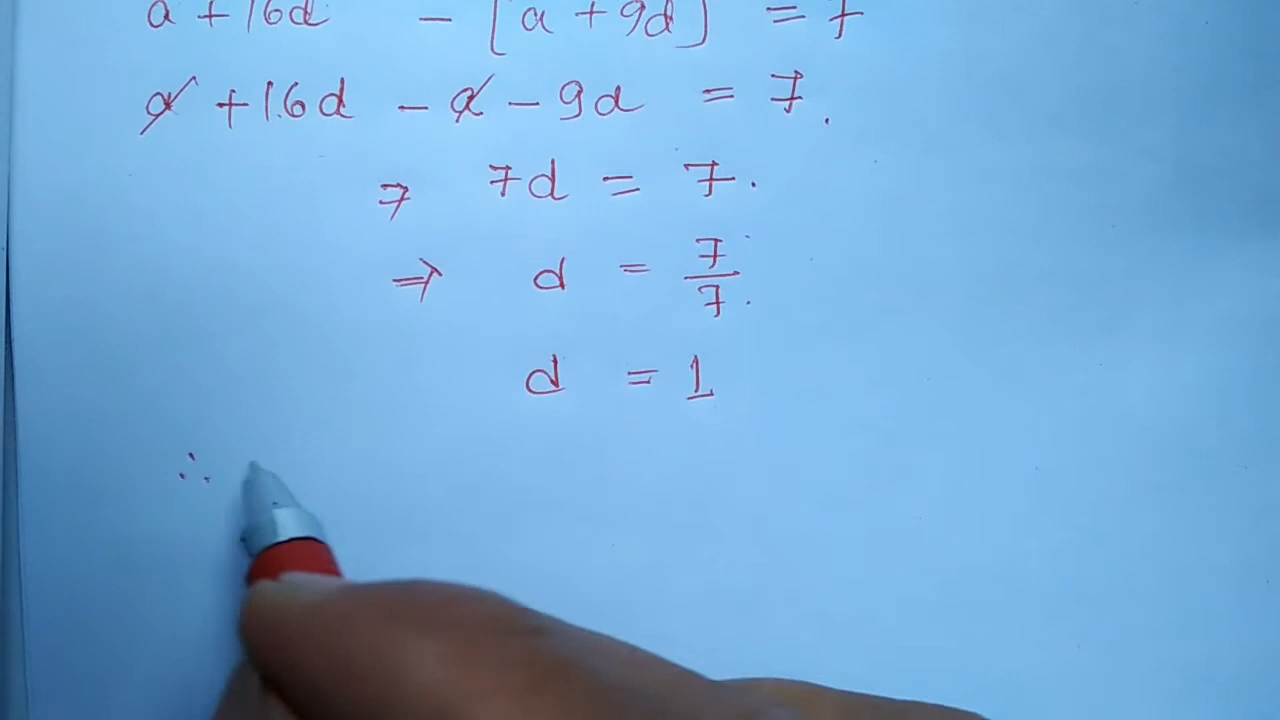 a + 16d - [a + 9d] = 7
a + 16d - a - 9d = 7.
⇒ 7d = 7.
⇒ d = 7/7.
d = 1
∴